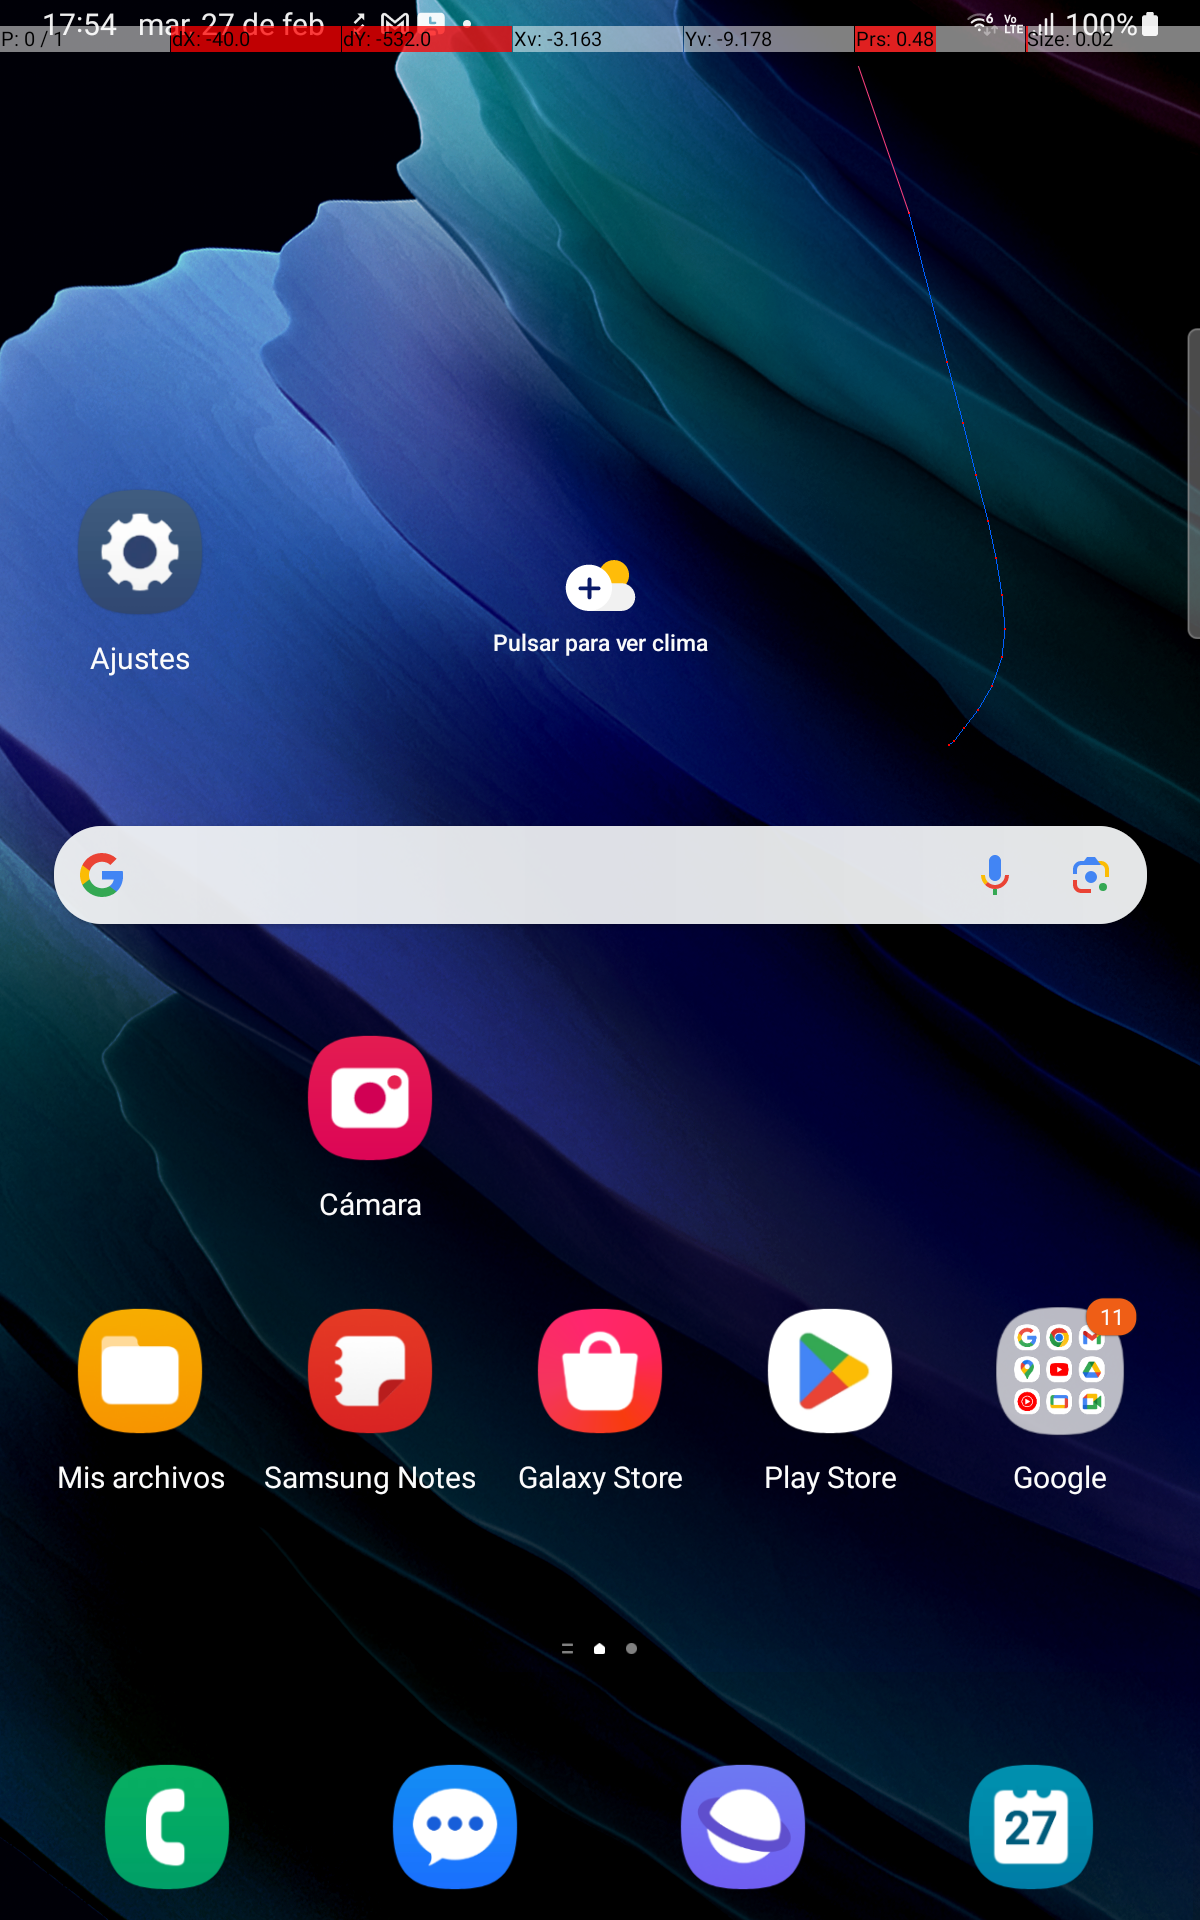 17:54 mar, 27 de feb
VoLTE 100%
P: 0 / 1 dX: -40.0 dY: -532.0 Xv: -3.163 Yv: -9.178 Prs: 0.48 Size: 0.02
Ajustes
Pulsar para ver clima
Cámara
11
Mis archivos Samsung Notes Galaxy Store Play Store Google
27